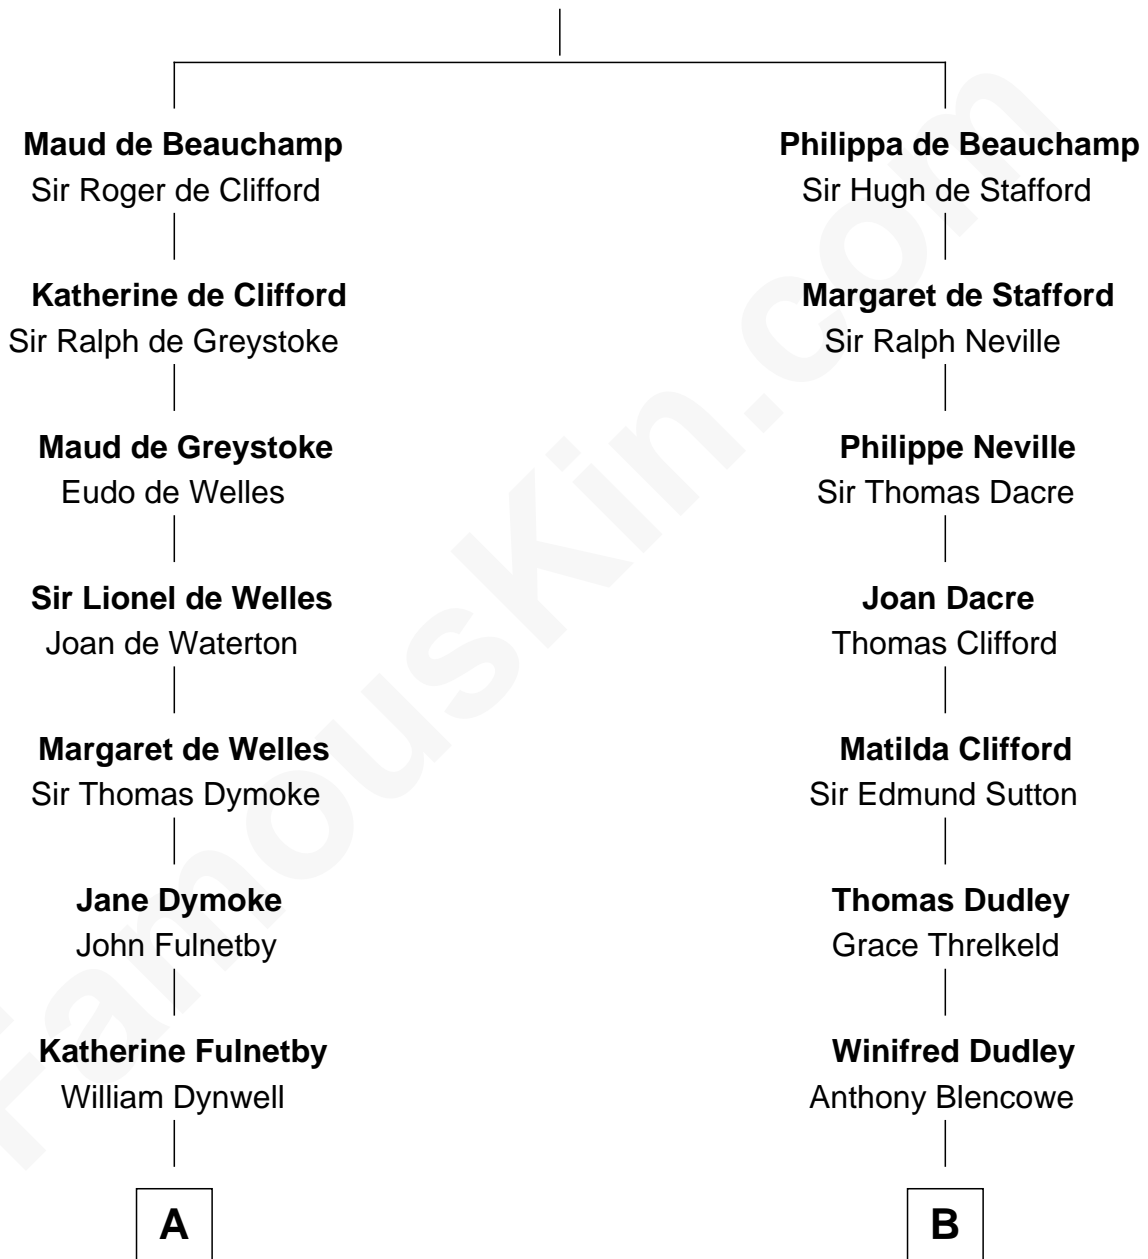 Maud de Beauchamp
Sir Roger de Clifford
Katherine de Clifford
Sir Ralph de Greystoke
Maud de Greystoke
Eudo de Welles
Sir Lionel de Welles
Joan de Waterton
Margaret de Welles
Sir Thomas Dymoke
Jane Dymoke
John Fulnetby
Katherine Fulnetby
William Dynwell
A
Philippa de Beauchamp
Sir Hugh de Stafford
Margaret de Stafford
Sir Ralph Neville
Philippe Neville
Sir Thomas Dacre
Joan Dacre
Thomas Clifford
Matilda Clifford
Sir Edmund Sutton
Thomas Dudley
Grace Threlkeld
Winifred Dudley
Anthony Blencowe
B
FamousKin.com